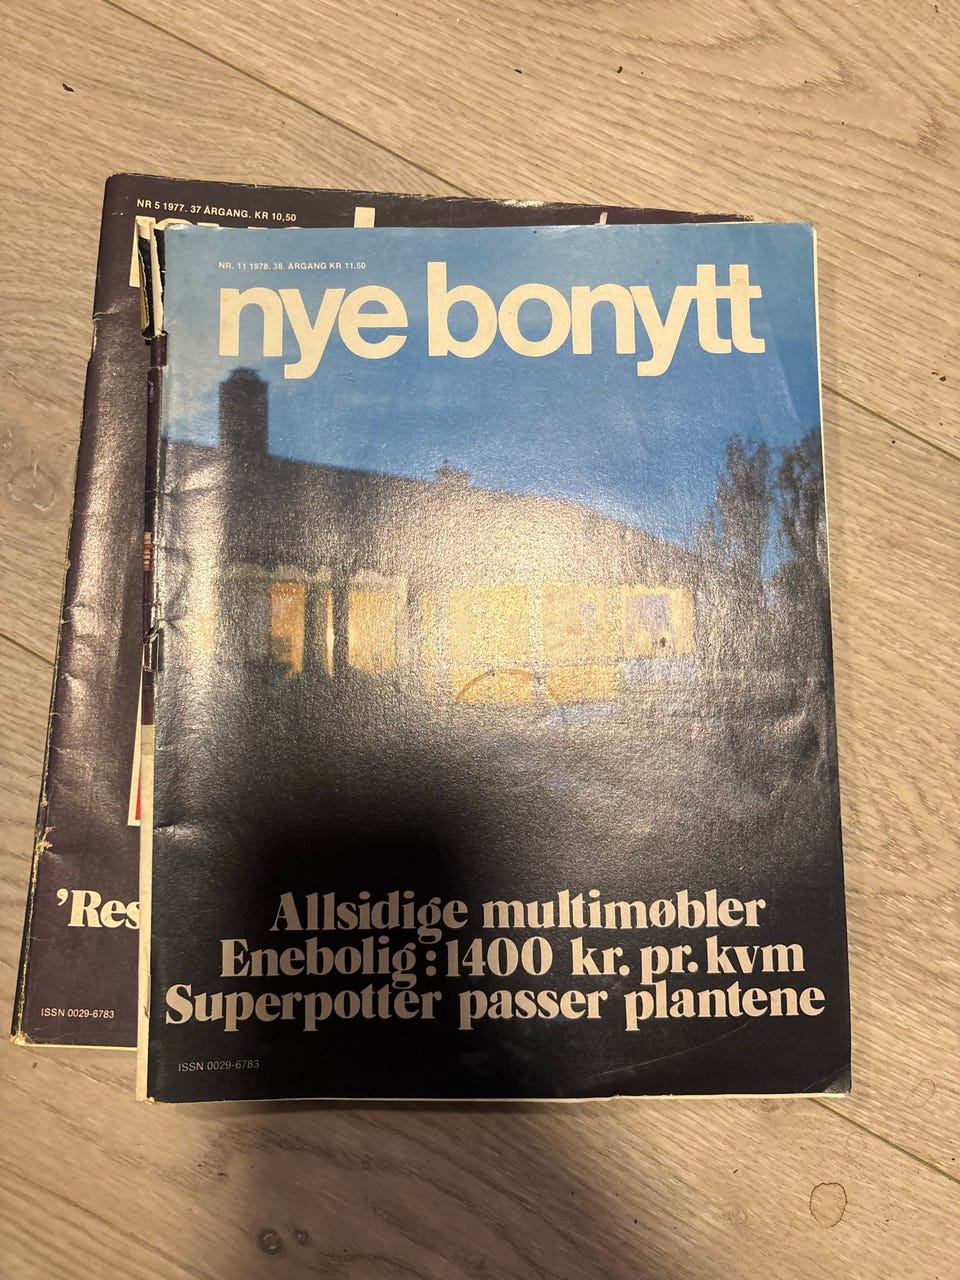 NR 5 1977. 37 ÅRGANG. KR 10,50
NR. 11 1978. 38. ÅRGANG KR 11.50
nye bonytt
Allsidige multimøbler
Enebolig: 1400 kr. pr. kvm
Superpotter passer plantene
ISSN 0029-6783
'Res
ISSN 0029-6783